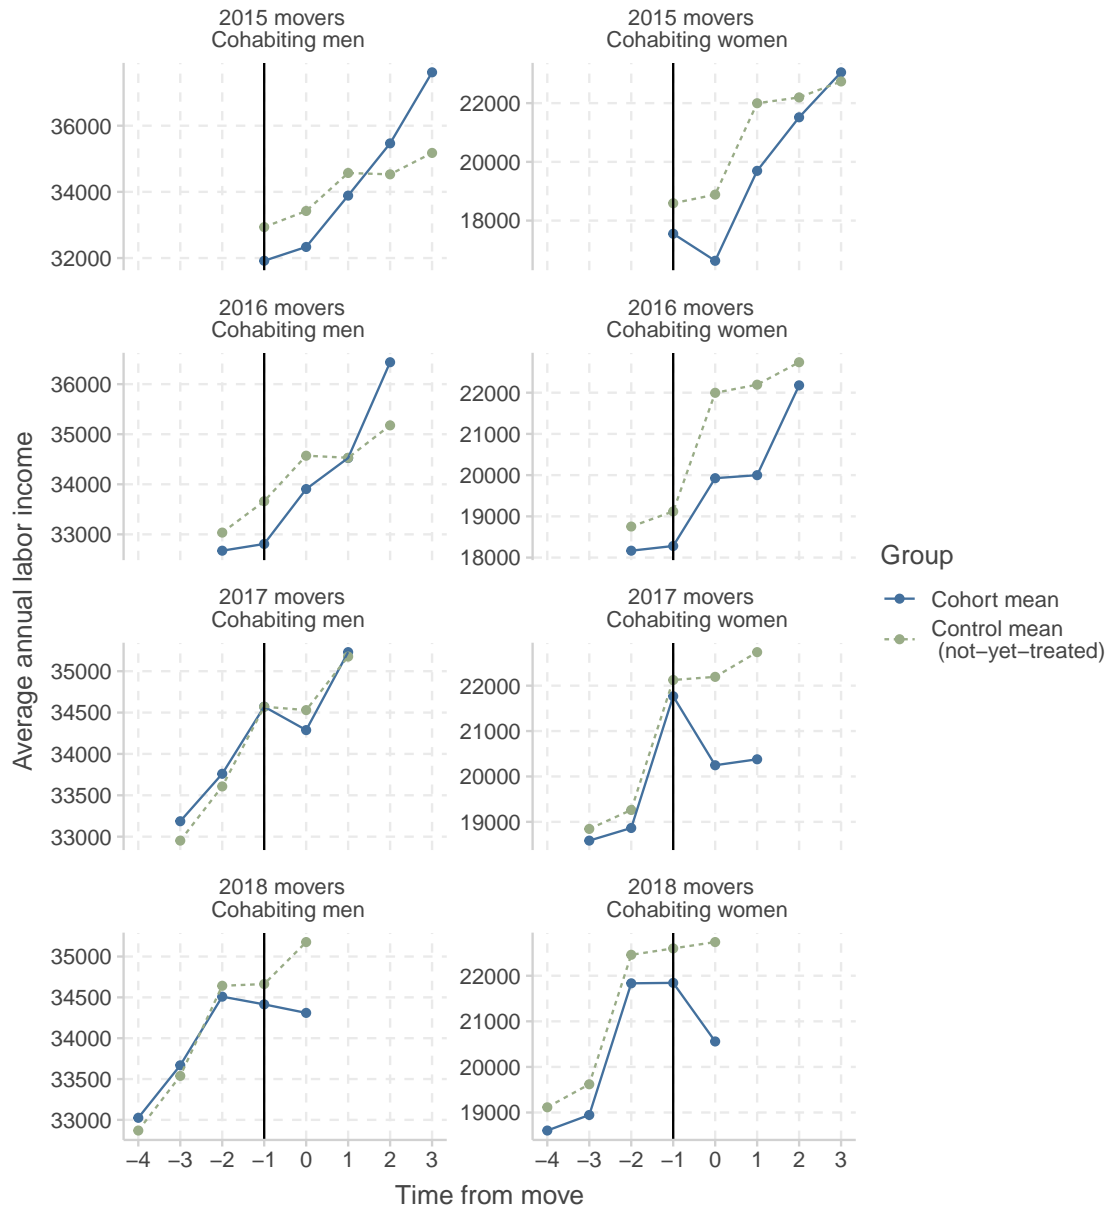 2015 movers
Cohabiting men
2015 movers
Cohabiting women
36000
34000
32000
22000
20000
18000
2016 movers
Cohabiting men
2016 movers
Cohabiting women
36000
35000
34000
33000
22000
21000
20000
19000
18000
2017 movers
Cohabiting men
2017 movers
Cohabiting women
35000
34500
34000
33500
33000
22000
21000
20000
19000
2018 movers
Cohabiting men
2018 movers
Cohabiting women
35000
34500
34000
33500
33000
22000
21000
20000
19000
−4 −3 −2 −1 0 1 2 3
−4 −3 −2 −1 0 1 2 3
Time from move
Average annual labor income
Group
Cohort mean
Control mean
(not−yet−treated)